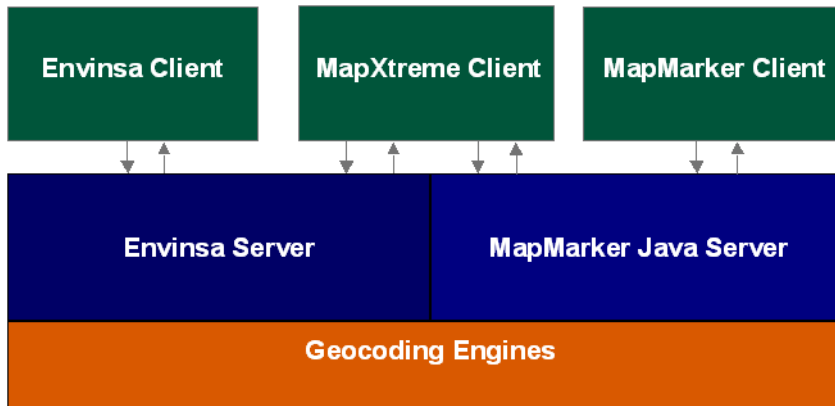 Envinsa Client
MapXtreme Client
MapMarker Client
Envinsa Server
MapMarker Java Server
Geocoding Engines